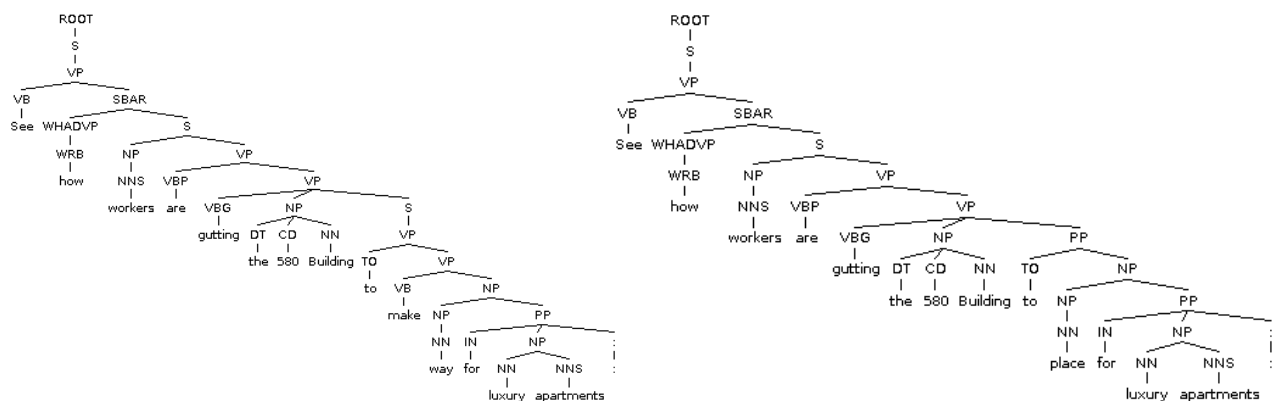 ROOT
S
VP
VB SBAR
See WHADVP S
WRB NP VP
how NNS VBP VP
workers are VBG NP S
gutting DT CD NN VP
the 580 Building TO VP
to VB NP
make NP PP
NN IN NP :
way for NN NNS :
luxury apartments
ROOT
S
VP
VB SBAR
See WHADVP S
WRB NP VP
how NNS VBP VP
workers are VBG NP PP
gutting DT CD NN TO NP
the 580 Building to NP PP
NN IN NP :
place for NN NNS :
luxury apartments